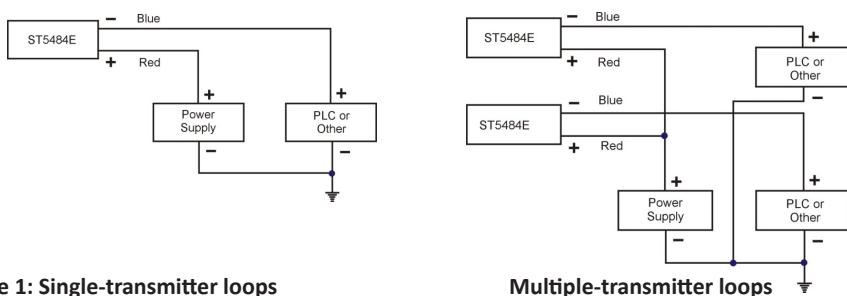 − Blue
ST5484E
+ Red
+
+
Power
Supply
PLC or
Other
−
−
e 1: Single-transmitter loops
− Blue
ST5484E
+ Red
+
PLC or
Other
−
− Blue
ST5484E
+ Red
+
+
Power
Supply
PLC or
Other
−
−
Multiple-transmitter loops